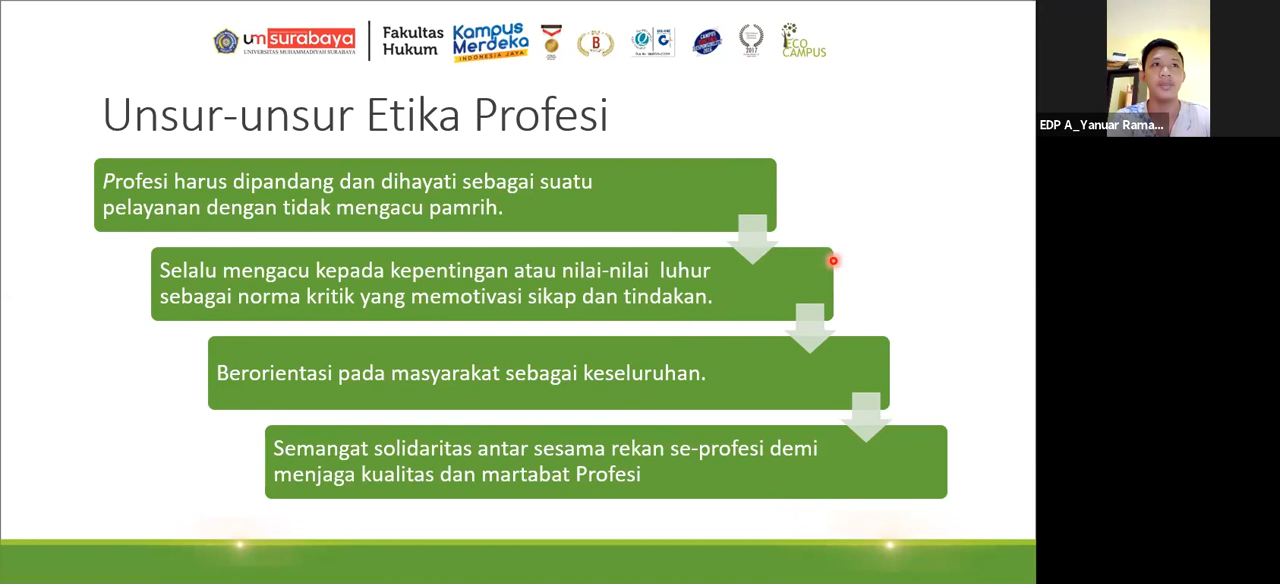 umsurabaya
UNIVERSITAS MUHAMMADIYAH SURABAYA
Fakultas
Hukum
Kampus
Merdeka
INDONESIA JAYA
B
2017
ECO
CAMPUS
Unsur-unsur Etika Profesi
Profesi harus dipandang dan dihayati sebagai suatu
pelayanan dengan tidak mengacu pamrih.
Selalu mengacu kepada kepentingan atau nilai-nilai luhur
sebagai norma kritik yang memotivasi sikap dan tindakan.
Berorientasi pada masyarakat sebagai keseluruhan.
Semangat solidaritas antar sesama rekan se-profesi demi
menjaga kualitas dan martabat Profesi
EDP A_Yanuar Rama...